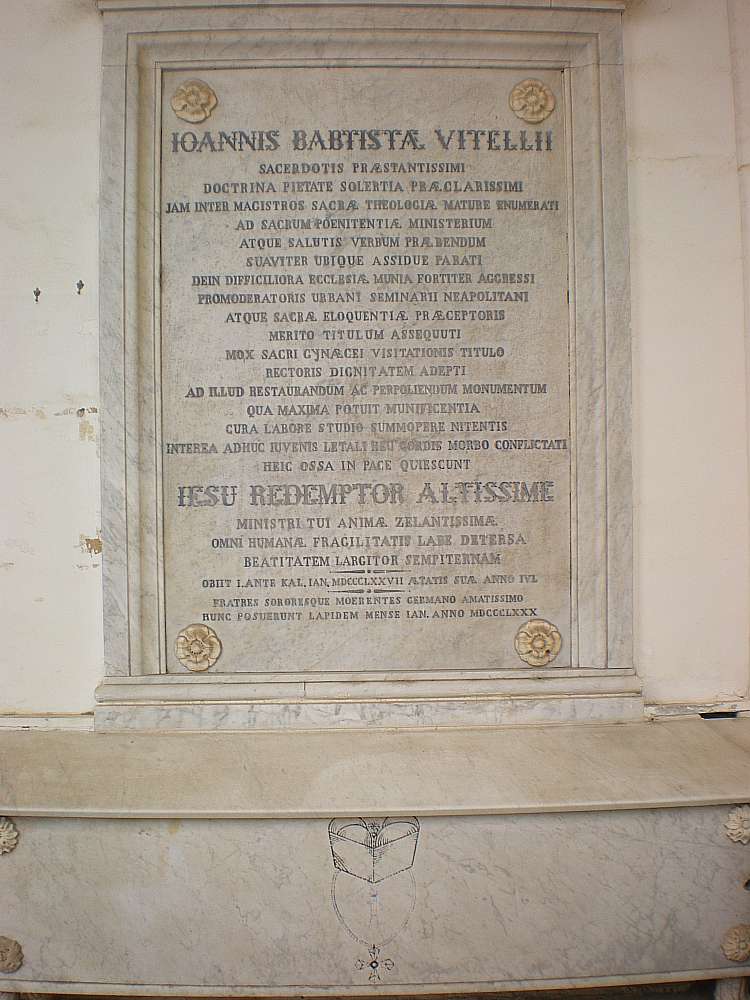 IOANNIS BABTISTÆ VITELLII
SACERDOTIS PRÆSTANTISSIMI
DOCTRINA PIETATE SOLERTIA PRÆCLARISSIMI
JAM INTER MAGISTROS SACRÆ THEOLOGIÆ MATURE ENUMERATI
AD SACRUM POENITENTIÆ MINISTERIUM
ATQUE SALUTIS VERBUM PRÆBENDUM
SUAVITER UBIQUE ASSIDUE PARATI
DEIN DIFFICILIORA ECCLESIÆ MUNIA FORTITER AGGRESSI
PROMODERATORIS URBANI SEMINARII NEAPOLITANI
ATQUE SACRÆ ELOQUENTIÆ PRÆCEPTORIS
MERITO TITULUM ASSEQUUTI
MOX SACRI GYNÆCEI VISITATIONIS TITULO
RECTORIS DIGNITATEM ADEPTI
AD ILLUD RESTAURANDUM AC PERPOLIENDUM MONUMENTUM
QUA MAXIMA POTUIT MUNIFICENTIA
CURA LABORE STUDIO SUMMOPERE NITENTIS
INTEREA ADHUC IUVENIS LETALI HEU CORDIS MORBO CONFLICTATI
HEIC OSSA IN PACE QUIESCUNT
IESU REDEMPTOR ALTISSIME
MINISTRI TUI ANIMÆ ZELANTISSIMÆ
OMNI HUMANÆ FRAGILITATIS LABE DETERSA
BEATITATEM LARGITOR SEMPITERNAM
OBIIT I. ANTE KAL. IAN. MDCCCLXXVII ÆTATIS SUÆ ANNO IVL
FRATRES SORORESQUE MOERENTES GERMANO AMATISSIMO
HUNC POSUERUNT LAPIDEM MENSE IAN. ANNO MDCCCLXXX